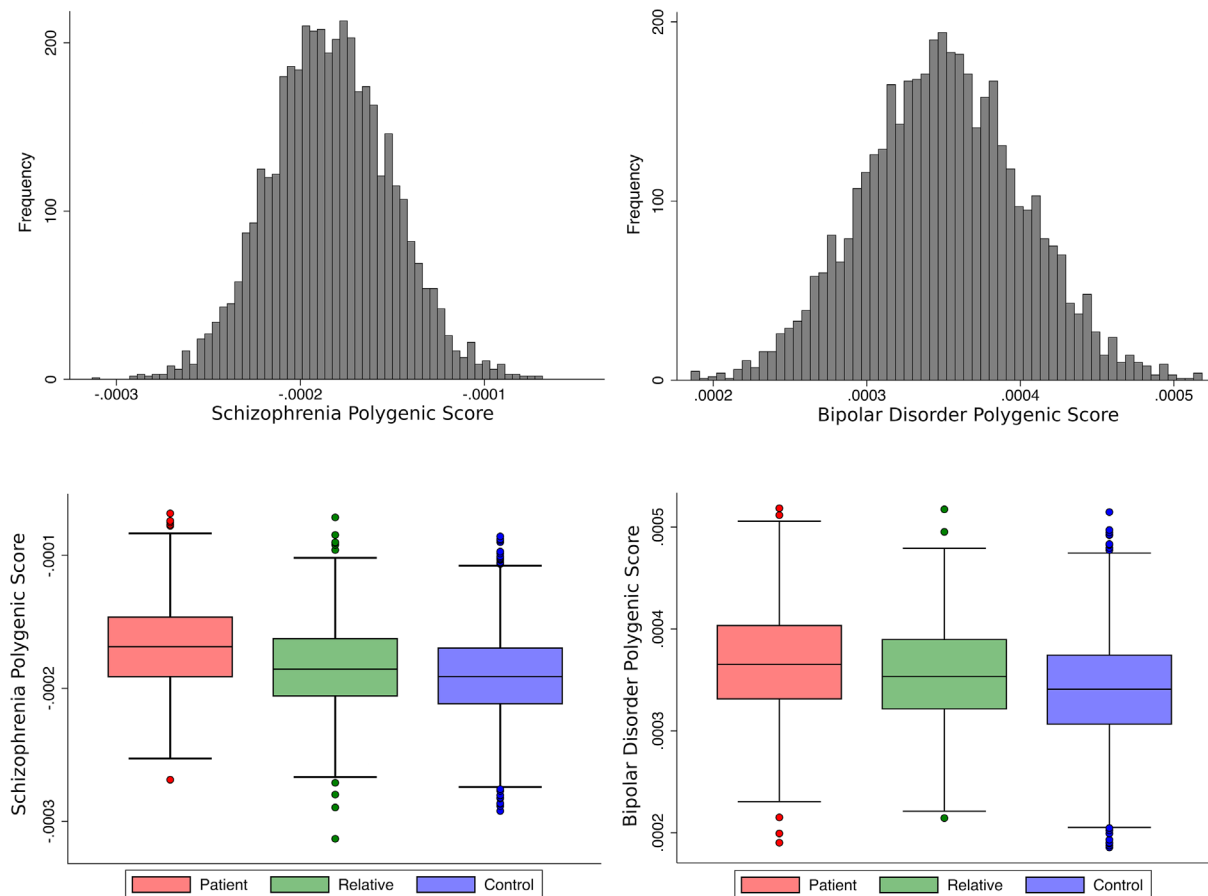 200
100
0
Frequency
-.0003
-.0002
-.0001
Schizophrenia Polygenic Score
200
100
0
Frequency
.0002
.0003
.0004
.0005
Bipolar Disorder Polygenic Score
-.0001
-.0002
-.0003
Schizophrenia Polygenic Score
Patient Relative Control
.0005
.0004
.0003
.0002
Bipolar Disorder Polygenic Score
Patient Relative Control